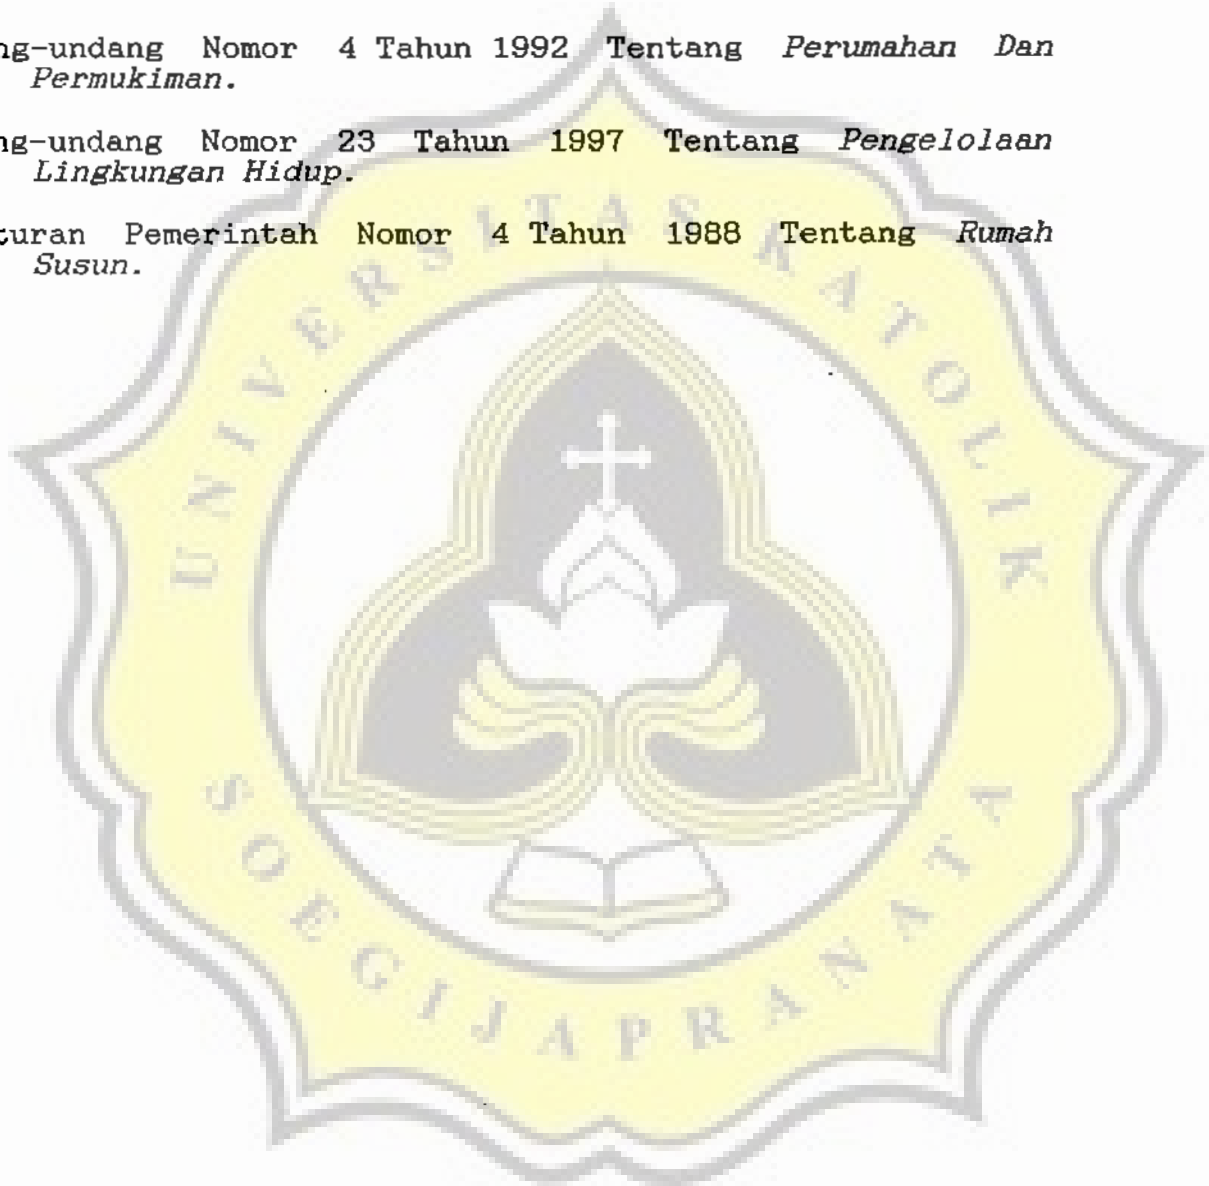 ng-undang Nomor 4 Tahun 1992 Tentang Perumahan Dan
Permukiman.
ng-undang Nomor 23 Tahun 1997 Tentang Pengelolaan
Lingkungan Hidup.
turan Pemerintah Nomor 4 Tahun 1988 Tentang Rumah
Susun.
UNIVERSITAS KATOLIK
SOEGIJAPRANATA